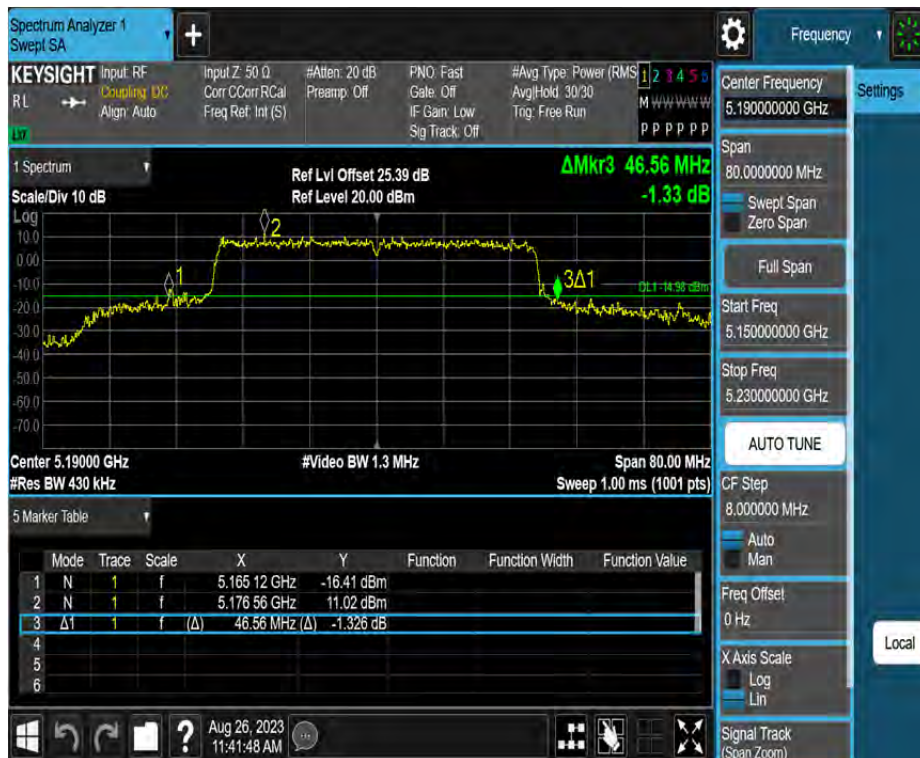 Spectrum Analyzer 1
Swept SA
+
Frequency
KEYSIGHT
RL
LXI
Input: RF
Coupling: DC
Align: Auto
Input Z: 50 Ω
Corr CCorr RCal
Freq Ref: Int (S)
#Atten: 20 dB
Preamp: Off
PNO: Fast
Gate: Off
IF Gain: Low
Sig Track: Off
#Avg Type: Power (RMS
Avg|Hold: 30/30
Trig: Free Run
1 2 3 4 5 6
M W W W W W
P P P P P P
Center Frequency
5.190000000 GHz
Settings
Span
80.0000000 MHz
Swept Span
Zero Span
Full Span
Start Freq
5.150000000 GHz
Stop Freq
5.230000000 GHz
AUTO TUNE
CF Step
8.000000 MHz
Auto
Man
Freq Offset
0 Hz
X Axis Scale
Log
Lin
Signal Track
(Span Zoom)
Local
1 Spectrum
Scale/Div 10 dB
Ref Lvl Offset 25.39 dB
Ref Level 20.00 dBm
ΔMkr3 46.56 MHz
-1.33 dB
Log
10.0
0.00
-10.0
-20.0
-30.0
-40.0
-50.0
-60.0
-70.0
1
2
3Δ1
DL1 -14.98 dBm
Center 5.19000 GHz
#Video BW 1.3 MHz
Span 80.00 MHz
#Res BW 430 kHz
Sweep 1.00 ms (1001 pts)
5 Marker Table
Mode Trace Scale X Y Function Function Width Function Value
1 N 1 f 5.165 12 GHz -16.41 dBm
2 N 1 f 5.176 56 GHz 11.02 dBm
3 Δ1 1 f (Δ) 46.56 MHz (Δ) -1.326 dB
4
5
6
?
Aug 26, 2023
11:41:48 AM